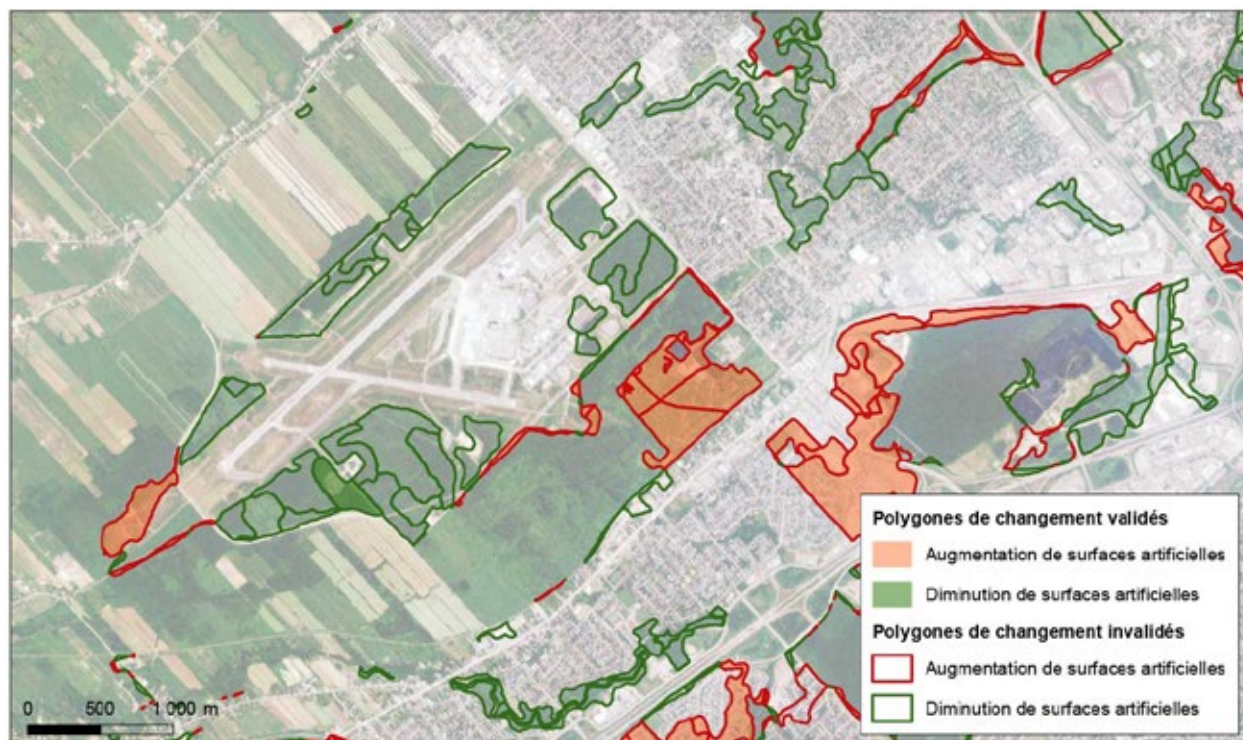 Polygones de changement validés
Augmentation de surfaces artificielles
Diminution de surfaces artificielles
Polygones de changement invalidés
Augmentation de surfaces artificielles
Diminution de surfaces artificielles
0 500 1 000 m